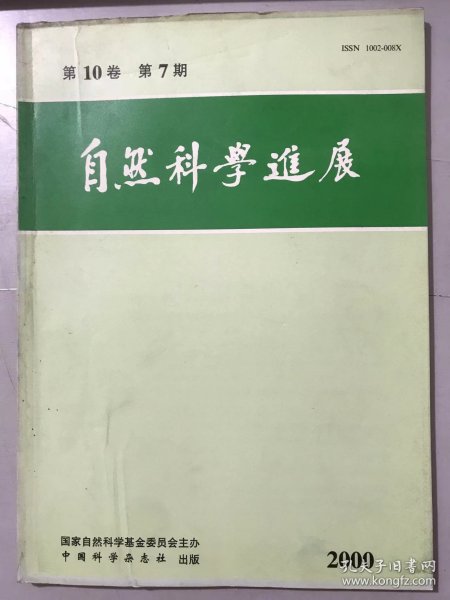 ISSN 1002-008X
第10卷 第7期
自然科學進展
国家自然科学基金委员会主办
中国科学杂志社 出版
2000
孔夫子旧书网
www.kongfz.com